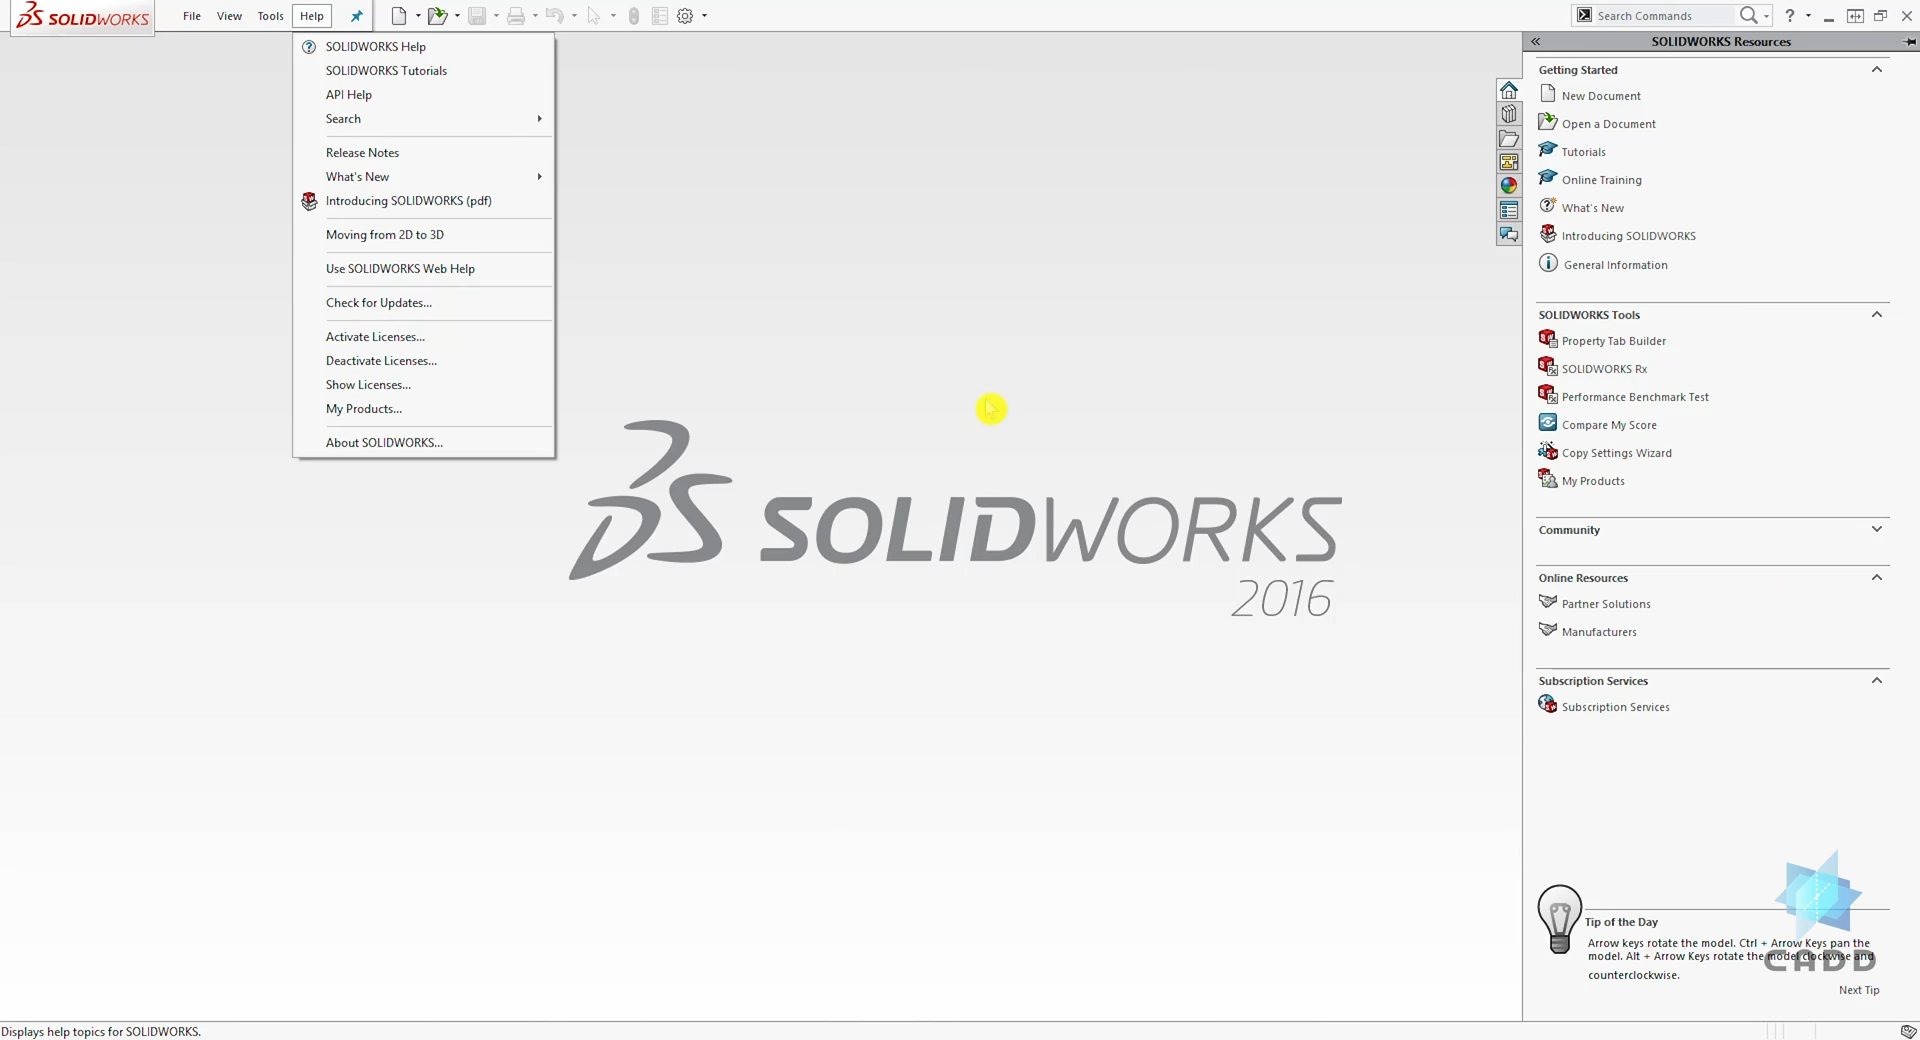 SOLIDWORKS
File View Tools Help
Search Commands
?
SOLIDWORKS Help
SOLIDWORKS Tutorials
API Help
Search
Release Notes
What's New
Introducing SOLIDWORKS (pdf)
Moving from 2D to 3D
Use SOLIDWORKS Web Help
Check for Updates...
Activate Licenses...
Deactivate Licenses...
Show Licenses...
My Products...
About SOLIDWORKS...
SOLIDWORKS
2016
SOLIDWORKS Resources
Getting Started
New Document
Open a Document
Tutorials
Online Training
What's New
Introducing SOLIDWORKS
General Information
SOLIDWORKS Tools
Property Tab Builder
SOLIDWORKS Rx
Performance Benchmark Test
Compare My Score
Copy Settings Wizard
My Products
Community
Online Resources
Partner Solutions
Manufacturers
Subscription Services
Subscription Services
Tip of the Day
Arrow keys rotate the model. Ctrl + Arrow Keys pan the
model. Alt + Arrow Keys rotate the model clockwise and
counterclockwise.
CADD
Next Tip
Displays help topics for SOLIDWORKS.